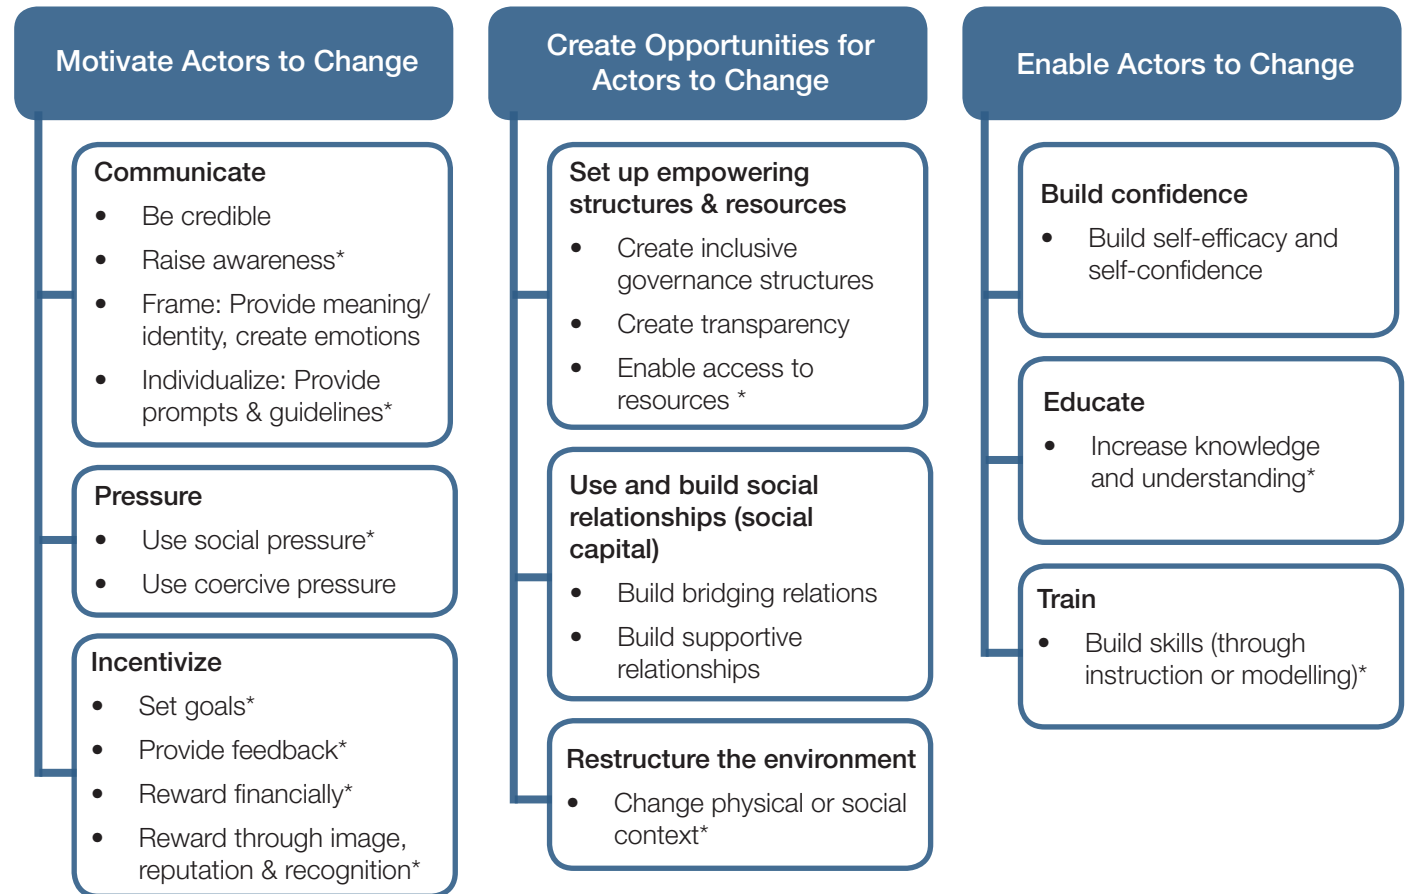 Motivate Actors to Change
Communicate
• Be credible
• Raise awareness*
• Frame: Provide meaning/
identity, create emotions
• Individualize: Provide
prompts & guidelines*
Pressure
• Use social pressure*
• Use coercive pressure
Incentivize
• Set goals*
• Provide feedback*
• Reward financially*
• Reward through image,
reputation & recognition*
Create Opportunities for
Actors to Change
Set up empowering
structures & resources
• Create inclusive
governance structures
• Create transparency
• Enable access to
resources *
Use and build social
relationships (social
capital)
• Build bridging relations
• Build supportive
relationships
Restructure the environment
• Change physical or social
context*
Enable Actors to Change
Build confidence
• Build self-efficacy and
self-confidence
Educate
• Increase knowledge
and understanding*
Train
• Build skills (through
instruction or modelling)*